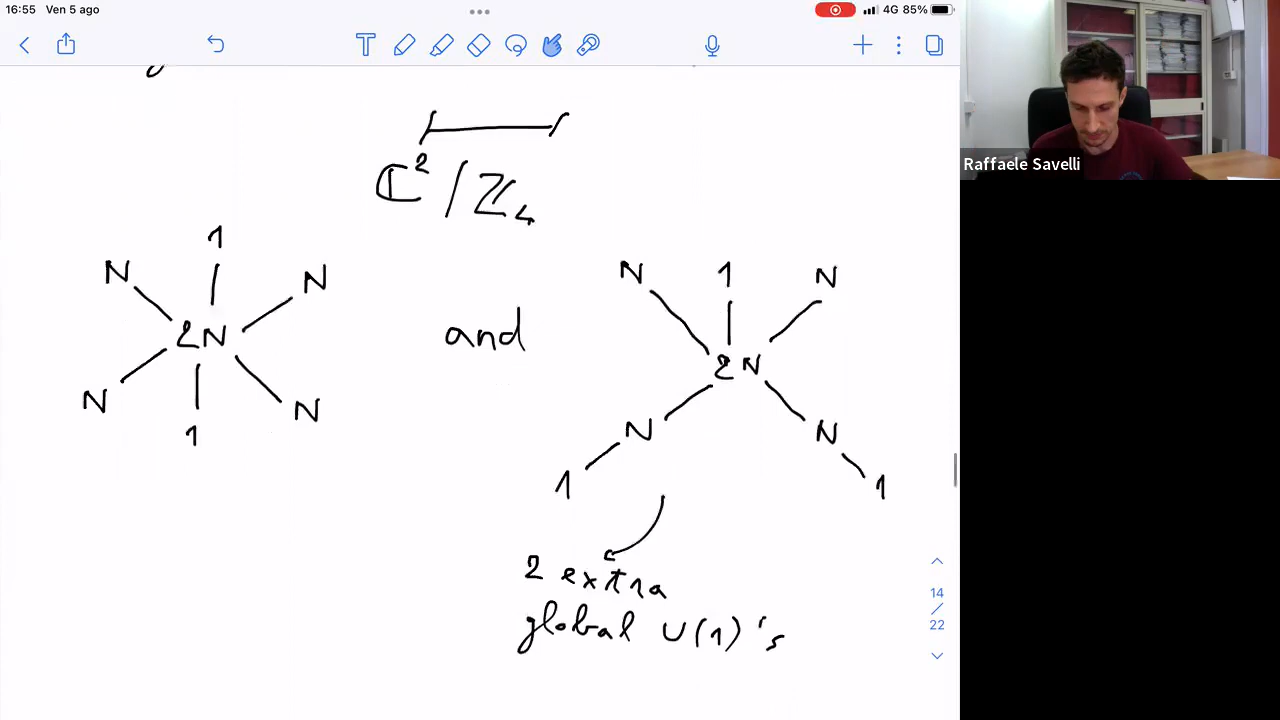 16:55 Ven 5 ago
4G 85%
Raffaele Savelli
ℂ²/ℤ₄
1
N N
2N
N N
1
and
N 1 N
2N
N N
1 1
2 extra
global U(1)'s
14
/
22